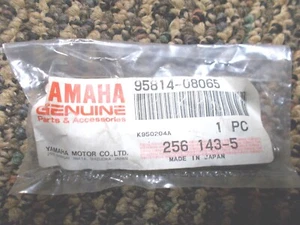 YAMAHA
GENUINE
Parts & Accessories
YAMAHA MOTOR CO.,LTD.
95814-08065
K950204A
1 PC
256 143-5
MADE IN JAPAN